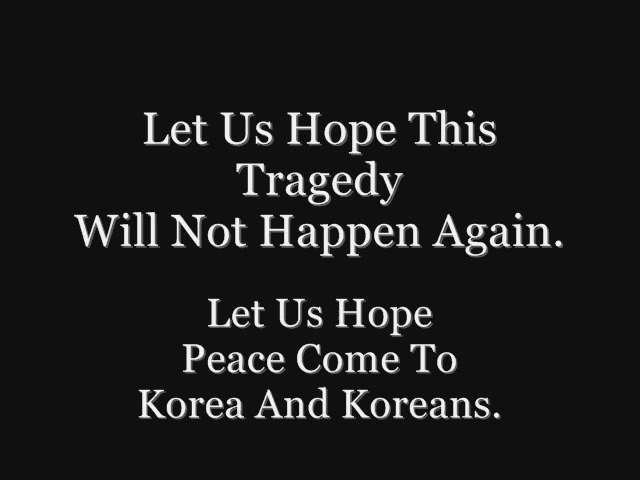 Let Us Hope This
Tragedy
Will Not Happen Again.
Let Us Hope
Peace Come To
Korea And Koreans.